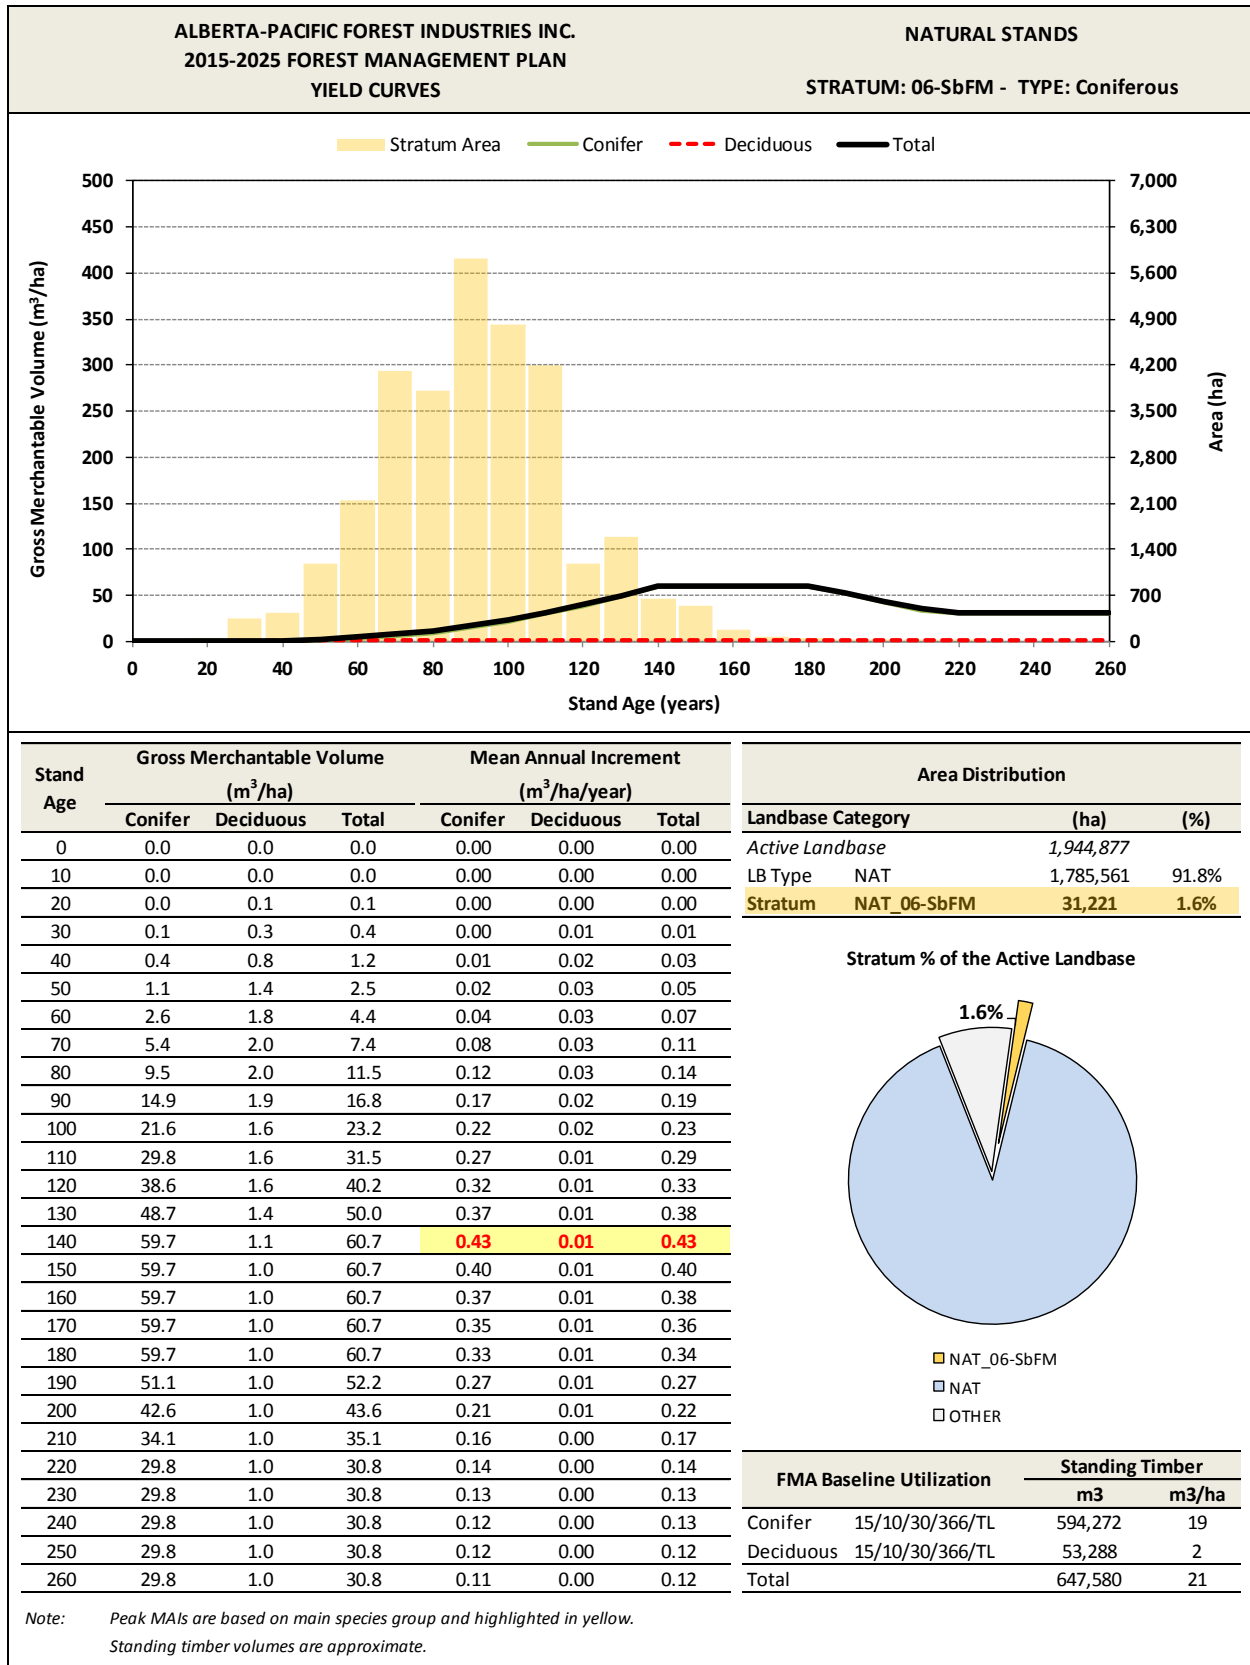 ALBERTA-PACIFIC FOREST INDUSTRIES INC.
2015-2025 FOREST MANAGEMENT PLAN
YIELD CURVES
NATURAL STANDS
STRATUM: 06-SbFM - TYPE: Coniferous
Stratum Area Conifer Deciduous Total
Gross Merchantable Volume (m³/ha)
500
450
400
350
300
250
200
150
100
50
0
7,000
6,300
5,600
4,900
4,200
3,500
2,800
2,100
1,400
700
0
Area (ha)
0 20 40 60 80 100 120 140 160 180 200 220 240 260
Stand Age (years)
Stand Age Gross Merchantable Volume (m³/ha) Mean Annual Increment (m³/ha/year)
Conifer Deciduous Total Conifer Deciduous Total
0 0.0 0.0 0.0 0.00 0.00 0.00
10 0.0 0.0 0.0 0.00 0.00 0.00
20 0.0 0.1 0.1 0.00 0.00 0.00
30 0.1 0.3 0.4 0.00 0.01 0.01
40 0.4 0.8 1.2 0.01 0.02 0.03
50 1.1 1.4 2.5 0.02 0.03 0.05
60 2.6 1.8 4.4 0.04 0.03 0.07
70 5.4 2.0 7.4 0.08 0.03 0.11
80 9.5 2.0 11.5 0.12 0.03 0.14
90 14.9 1.9 16.8 0.17 0.02 0.19
100 21.6 1.6 23.2 0.22 0.02 0.23
110 29.8 1.6 31.5 0.27 0.01 0.29
120 38.6 1.6 40.2 0.32 0.01 0.33
130 48.7 1.4 50.0 0.37 0.01 0.38
140 59.7 1.1 60.7 0.43 0.01 0.43
150 59.7 1.0 60.7 0.40 0.01 0.40
160 59.7 1.0 60.7 0.37 0.01 0.38
170 59.7 1.0 60.7 0.35 0.01 0.36
180 59.7 1.0 60.7 0.33 0.01 0.34
190 51.1 1.0 52.2 0.27 0.01 0.27
200 42.6 1.0 43.6 0.21 0.01 0.22
210 34.1 1.0 35.1 0.16 0.00 0.17
220 29.8 1.0 30.8 0.14 0.00 0.14
230 29.8 1.0 30.8 0.13 0.00 0.13
240 29.8 1.0 30.8 0.12 0.00 0.13
250 29.8 1.0 30.8 0.12 0.00 0.12
260 29.8 1.0 30.8 0.11 0.00 0.12
Area Distribution
Landbase Category (ha) (%)
Active Landbase 1,944,877
LB Type NAT 1,785,561 91.8%
Stratum NAT_06-SbFM 31,221 1.6%
Stratum % of the Active Landbase
1.6%
NAT_06-SbFM
NAT
OTHER
FMA Baseline Utilization Standing Timber
m3 m3/ha
Conifer 15/10/30/366/TL 594,272 19
Deciduous 15/10/30/366/TL 53,288 2
Total 647,580 21
Note: Peak MAIs are based on main species group and highlighted in yellow.
Standing timber volumes are approximate.